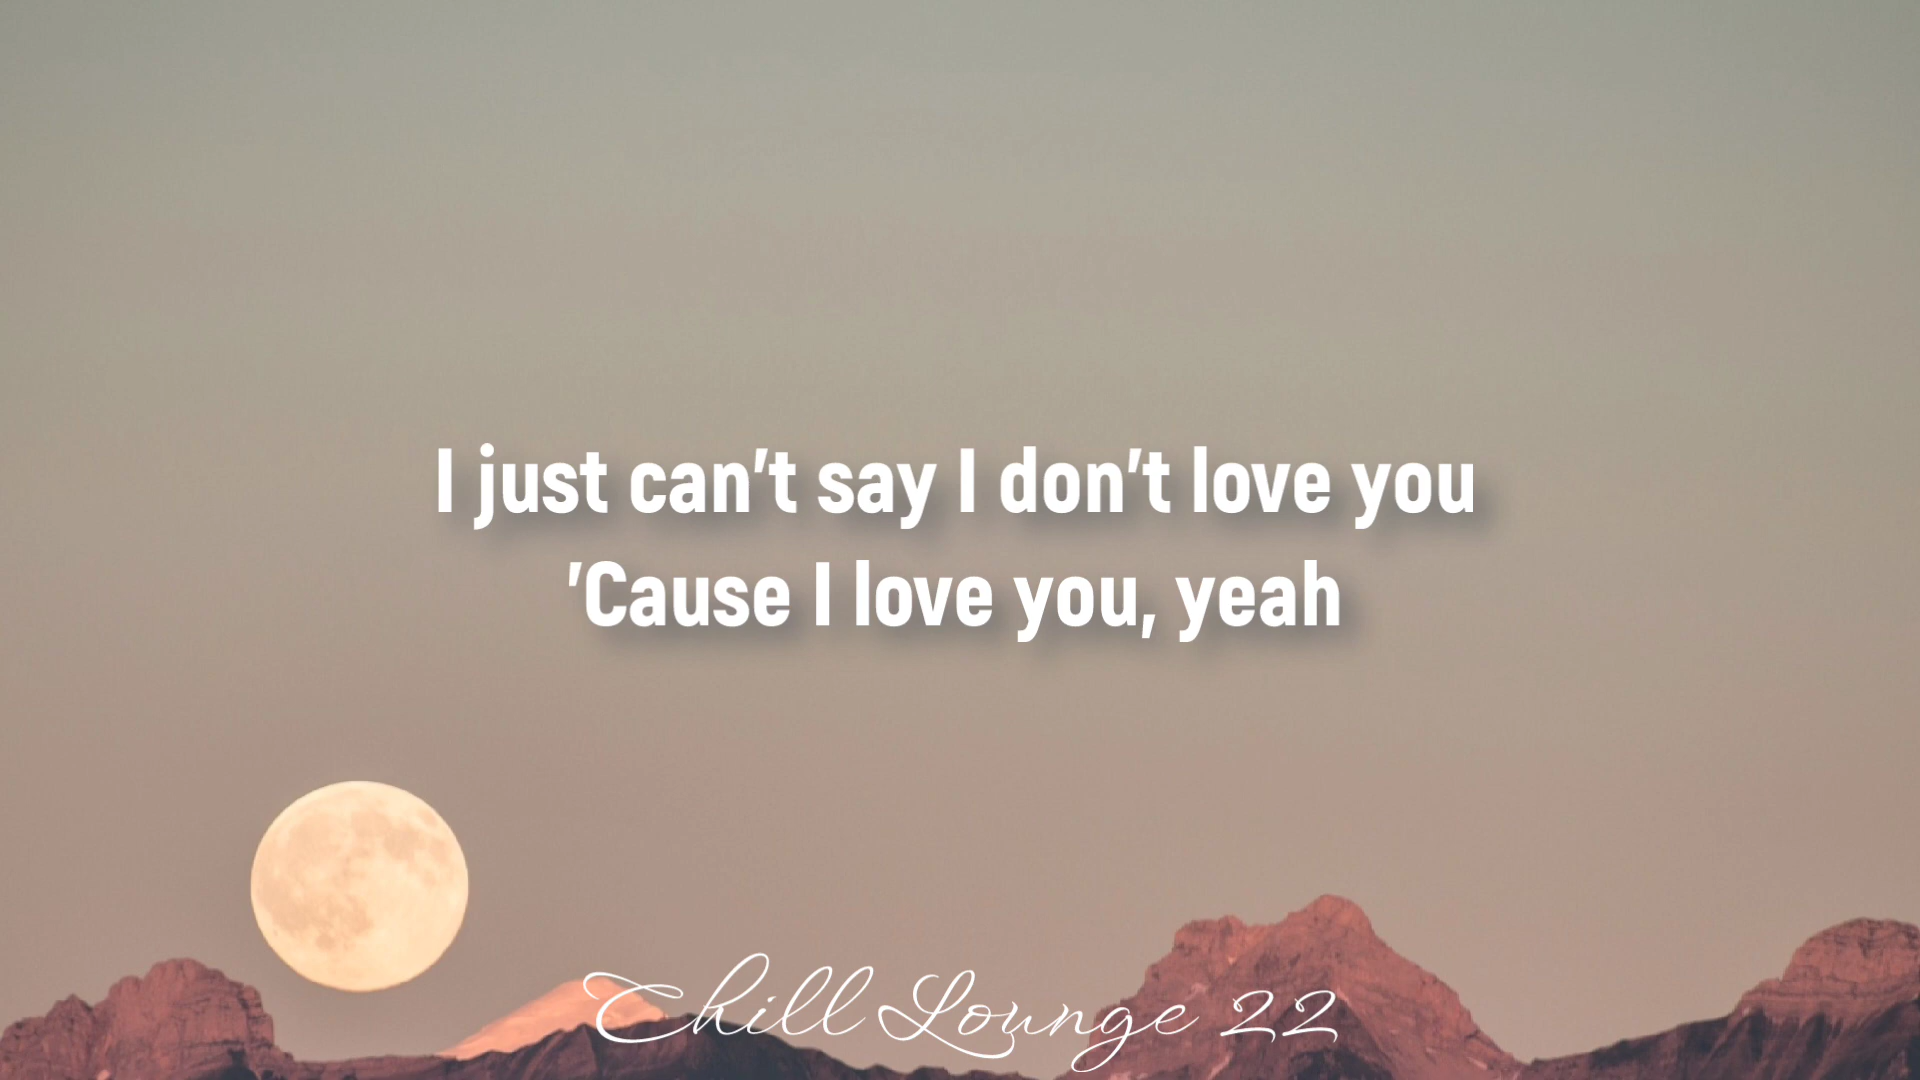 I just can't say I don't love you
'Cause I love you, yeah
Chill Lounge 22